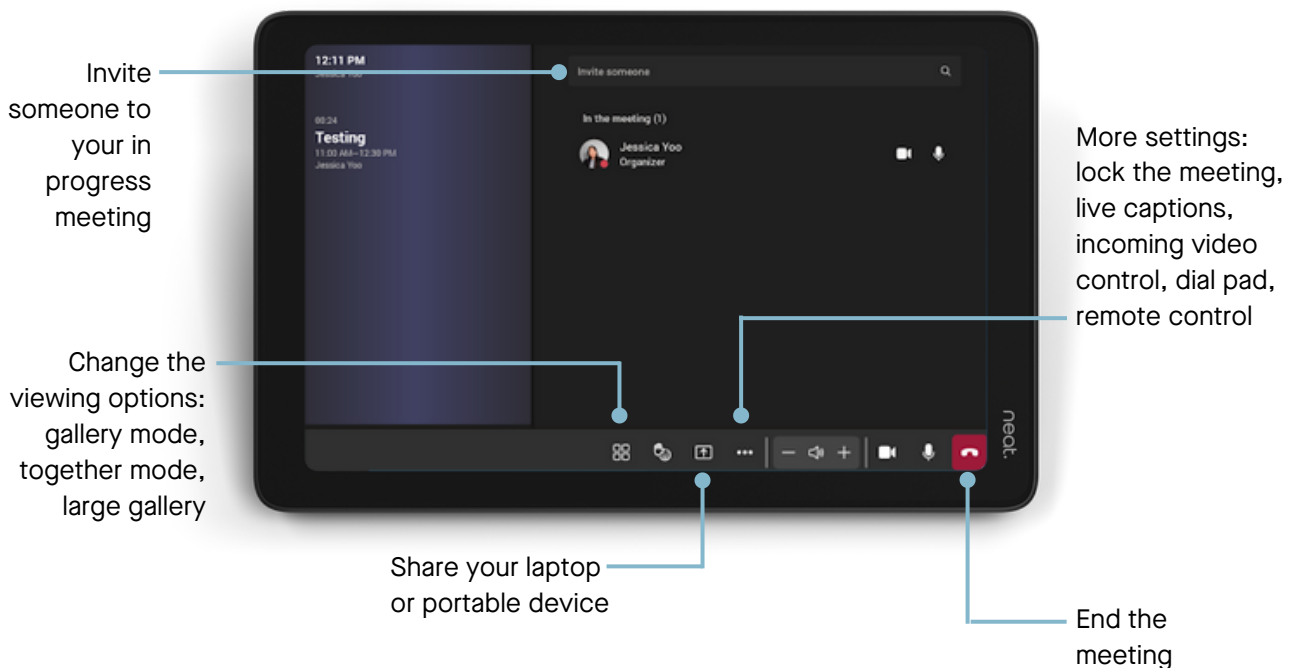 Invite
someone to
your in
progress
meeting
12:11 PM
Jessica Yoo
00:24
Testing
11:00 AM–12:30 PM
Jessica Yoo
Invite someone
In the meeting (1)
Jessica Yoo
Organizer
More settings:
lock the meeting,
live captions,
incoming video
control, dial pad,
remote control
Change the
viewing options:
gallery mode,
together mode,
large gallery
neat.
Share your laptop
or portable device
End the
meeting